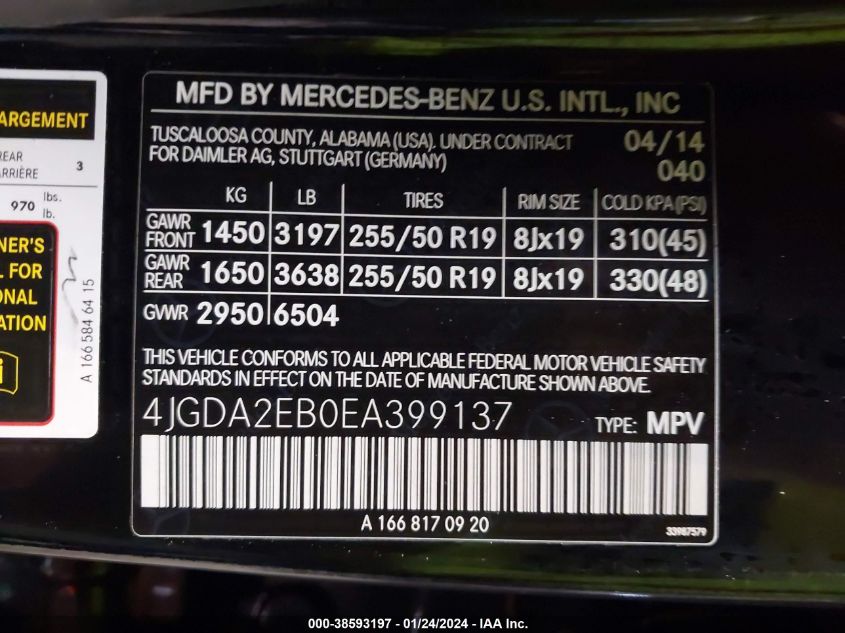 ARGEMENT
REAR
ARRIÈRE 3
970 lbs.
lb.
NER'S
L FOR
ONAL
ATION
i
A 166 584 64 15
MFD BY MERCEDES-BENZ U.S. INTL., INC
TUSCALOOSA COUNTY, ALABAMA (USA). UNDER CONTRACT 04/14
FOR DAIMLER AG, STUTTGART (GERMANY) 040
KG LB TIRES RIM SIZE COLD KPA (PSI)
GAWR FRONT 1450 3197 255/50 R19 8Jx19 310(45)
GAWR REAR 1650 3638 255/50 R19 8Jx19 330(48)
GVWR 2950 6504
THIS VEHICLE CONFORMS TO ALL APPLICABLE FEDERAL MOTOR VEHICLE SAFETY
STANDARDS IN EFFECT ON THE DATE OF MANUFACTURE SHOWN ABOVE.
4JGDA2EB0EA399137 TYPE: MPV
A 166 817 09 20
33987579
000-38593197 - 01/24/2024 - IAA Inc.